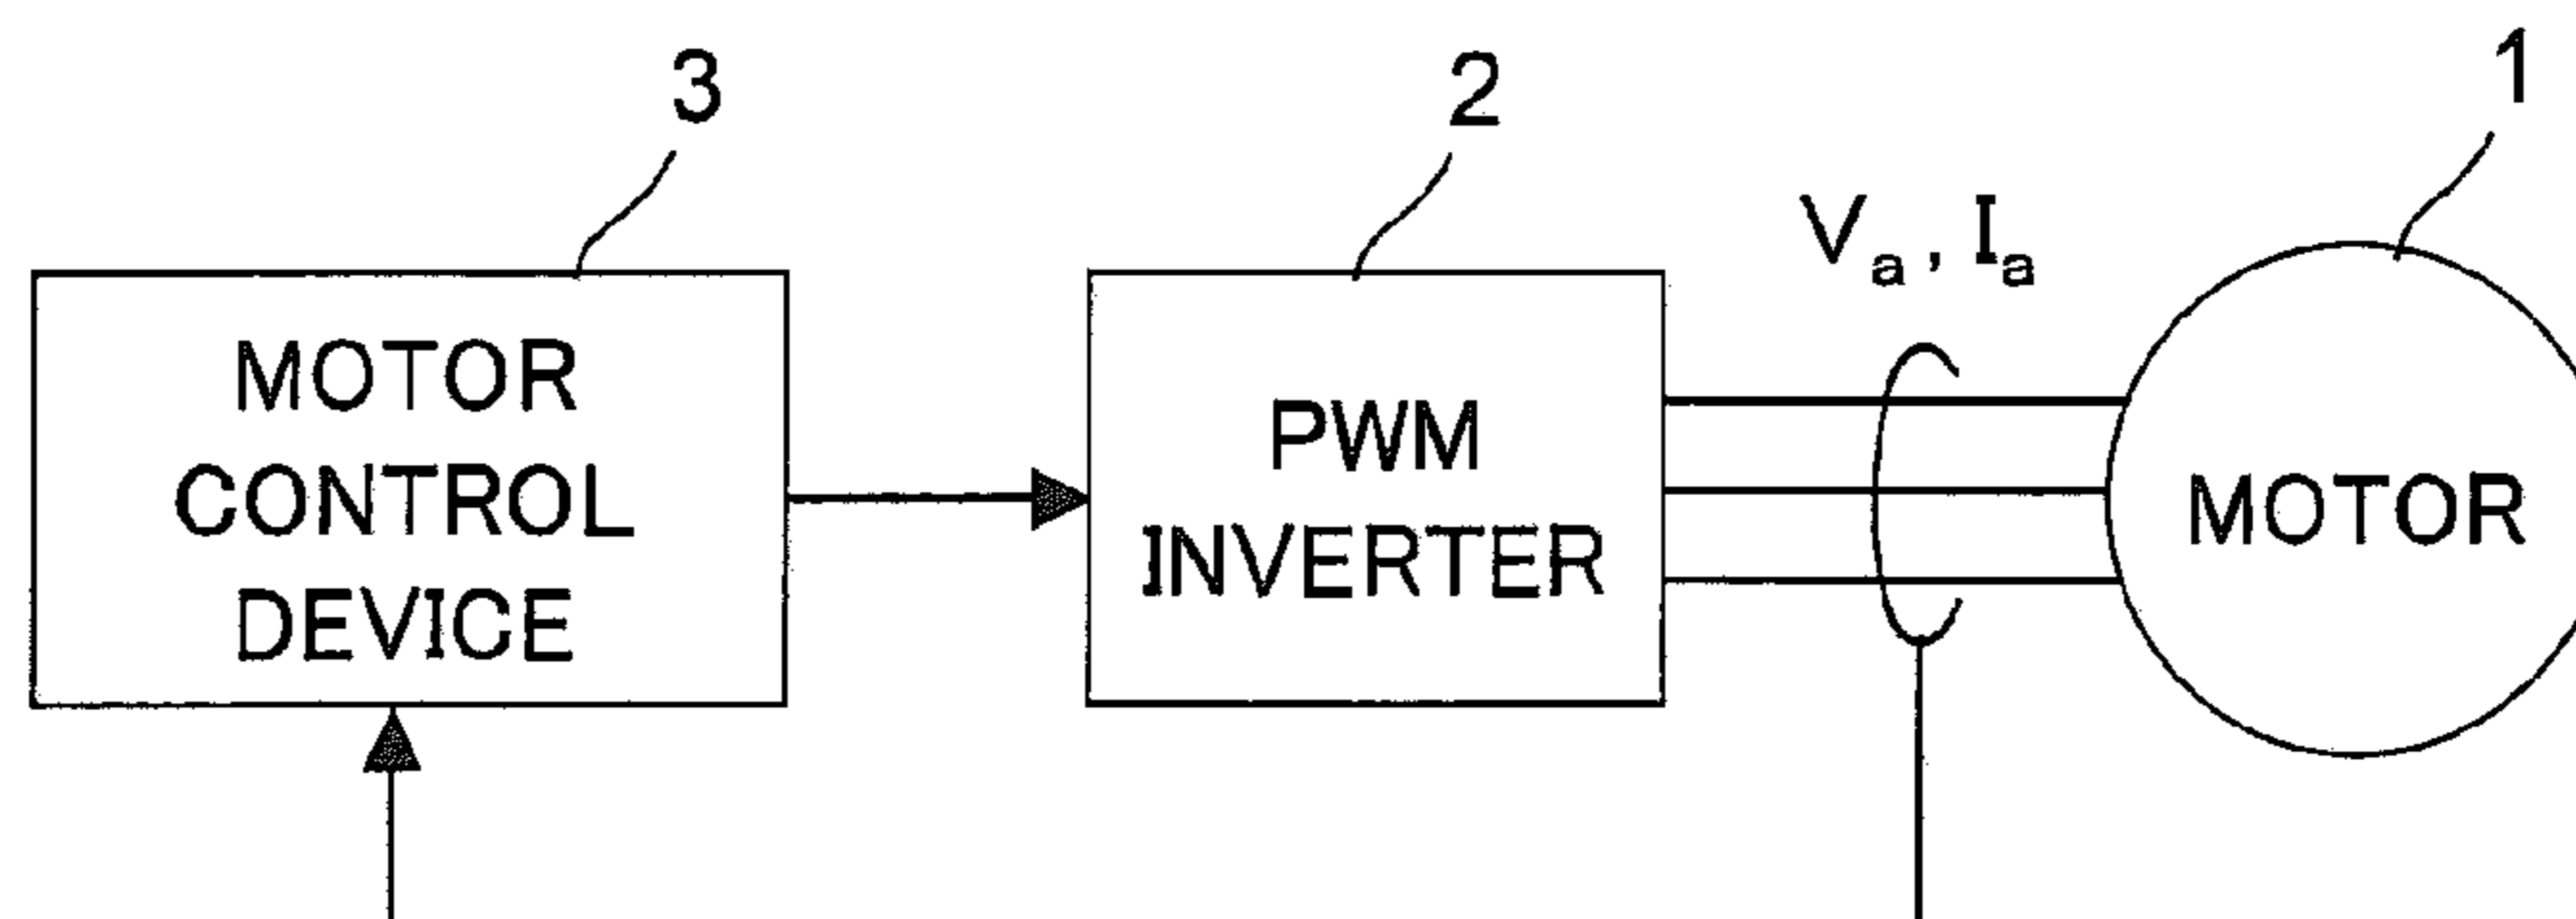 3
2
1
Vₐ, Iₐ
MOTOR
CONTROL
DEVICE
PWM
INVERTER
MOTOR